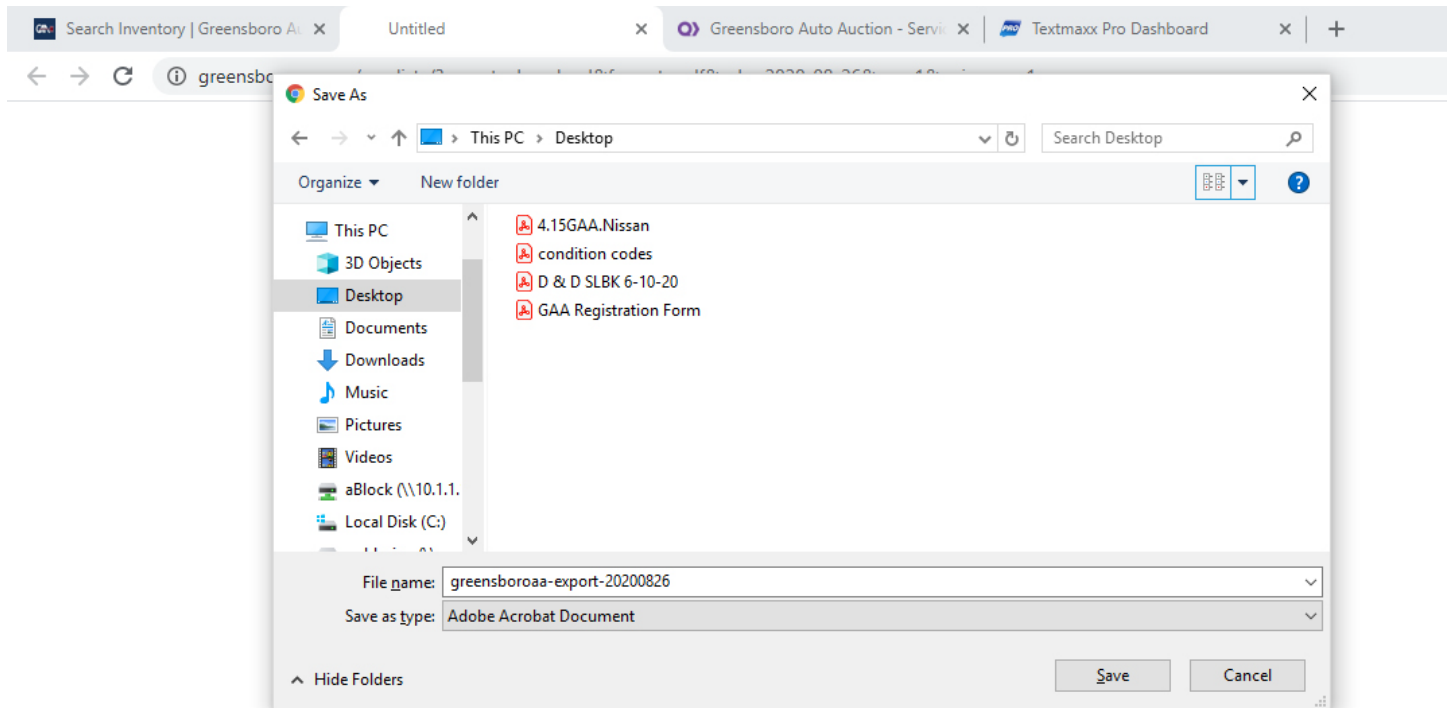 Search Inventory | Greensboro Au
Untitled
Greensboro Auto Auction - Servic
PRO
Textmaxx Pro Dashboard
greensbo
Save As
This PC > Desktop
Search Desktop
Organize
New folder
This PC
3D Objects
Desktop
Documents
Downloads
Music
Pictures
Videos
aBlock (\\10.1.1.
Local Disk (C:)
4.15GAA.Nissan
condition codes
D & D SLBK 6-10-20
GAA Registration Form
File name: greensboroaa-export-20200826
Save as type: Adobe Acrobat Document
Hide Folders
Save
Cancel